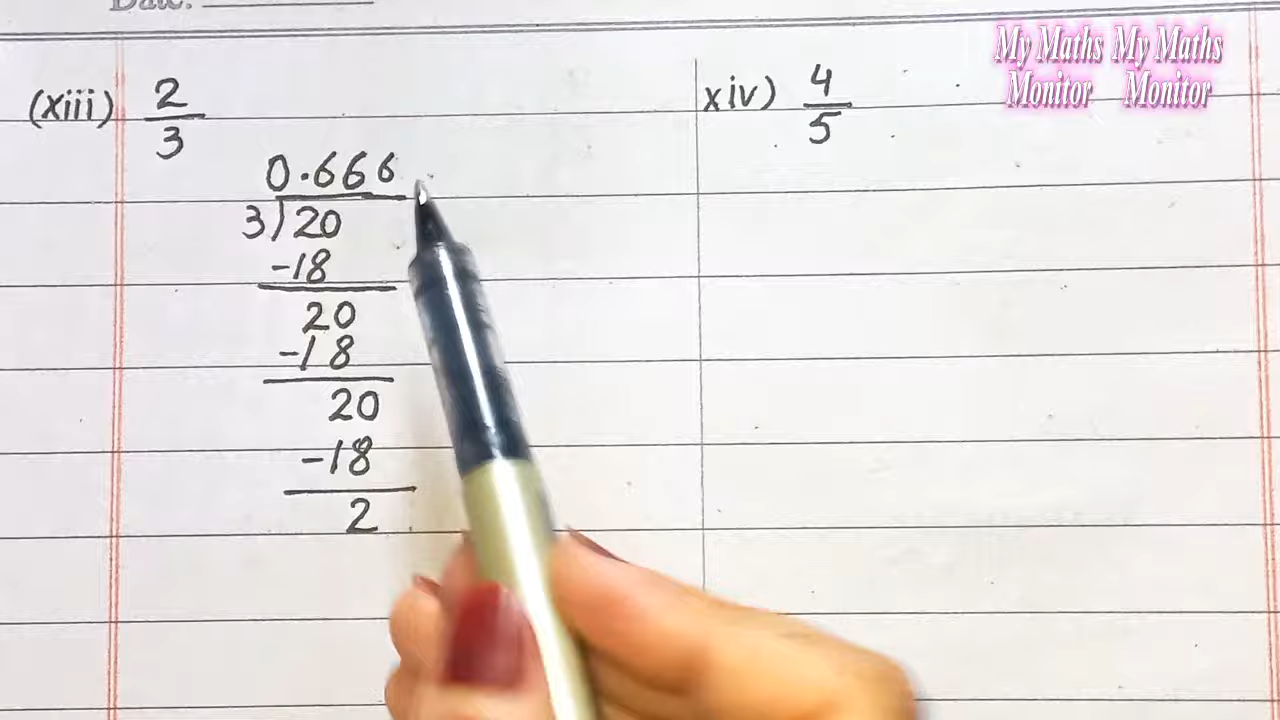 Date:
My Maths My Maths
Monitor Monitor
(xiii) 2/3
0.666
3)20
-18
20
-18
20
-18
2
xiv) 4/5